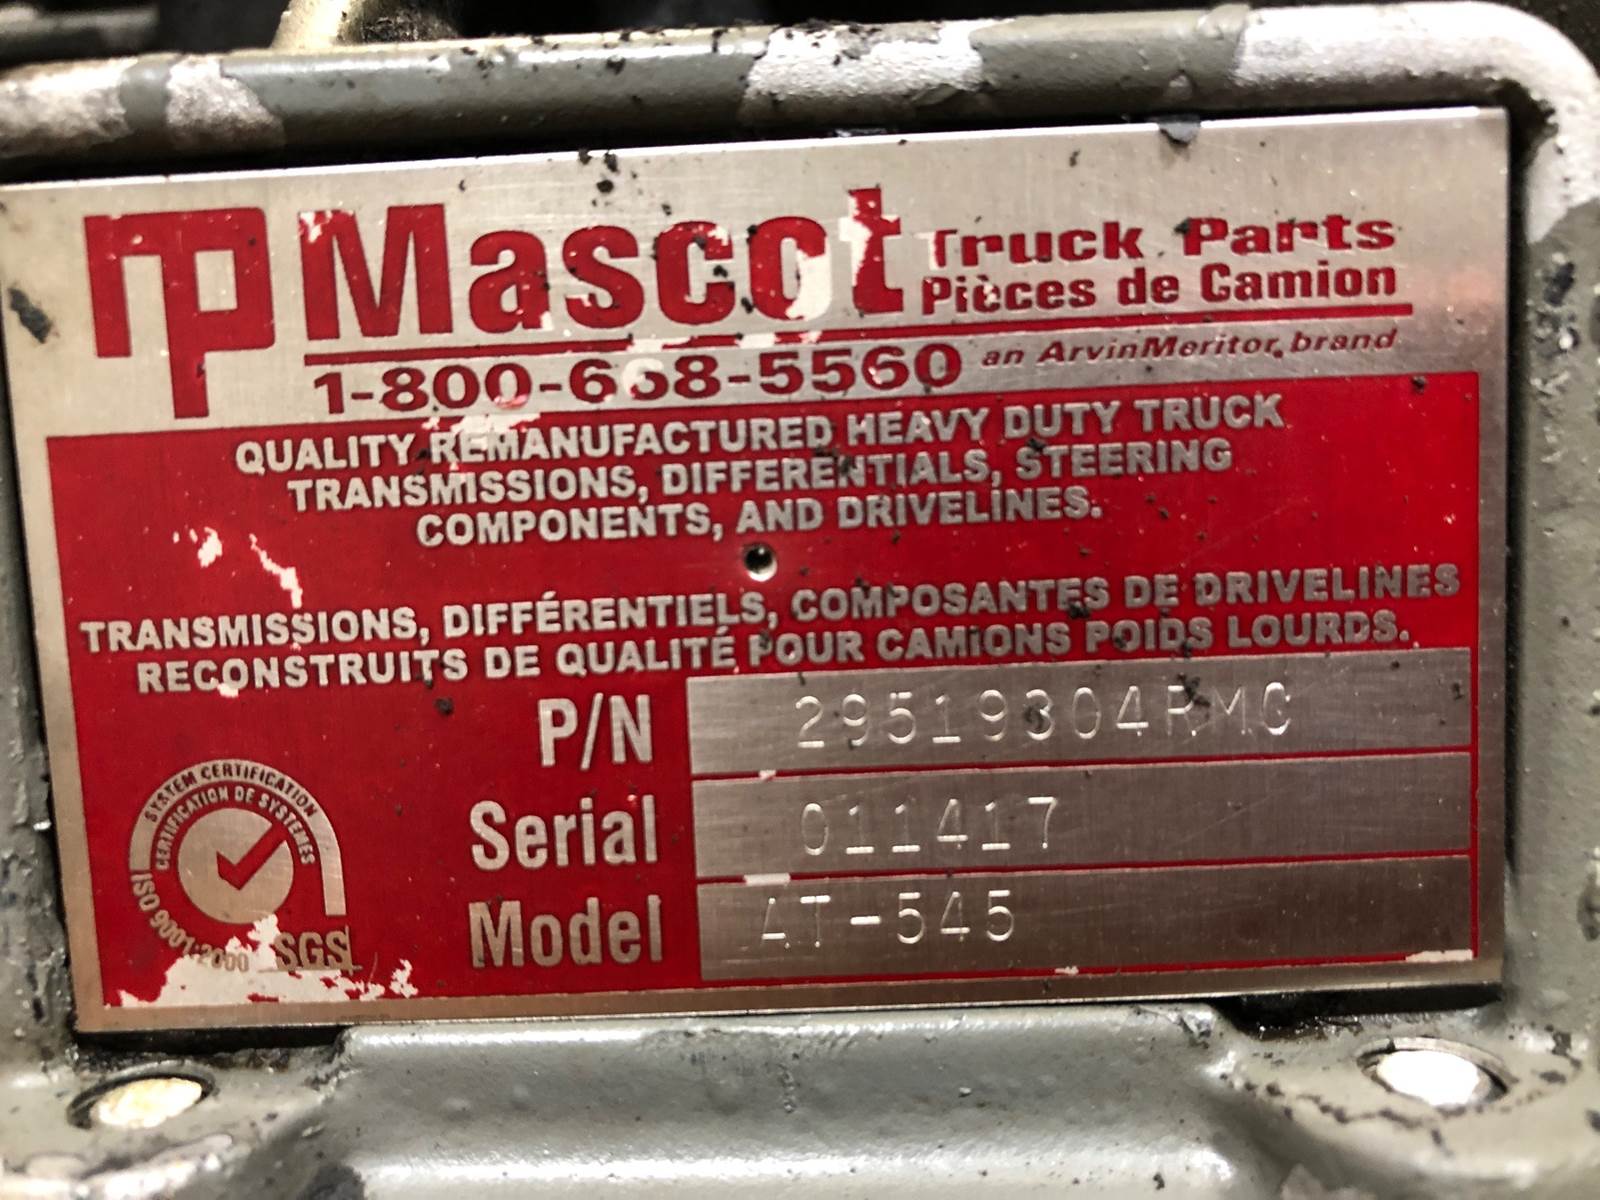 mp Mascot Truck Parts
Pièces de Camion
1-800-668-5560 an ArvinMeritor brand
QUALITY REMANUFACTURED HEAVY DUTY TRUCK
TRANSMISSIONS, DIFFERENTIALS, STEERING
COMPONENTS, AND DRIVELINES.
TRANSMISSIONS, DIFFÉRENTIELS, COMPOSANTES DE DRIVELINES
RECONSTRUITS DE QUALITÉ POUR CAMIONS POIDS LOURDS.
P/N 29519304RMC
Serial 011417
Model AT-545
SYSTEM CERTIFICATION
CERTIFICATION DE SYSTÈMES
ISO 9001:2000
SGS